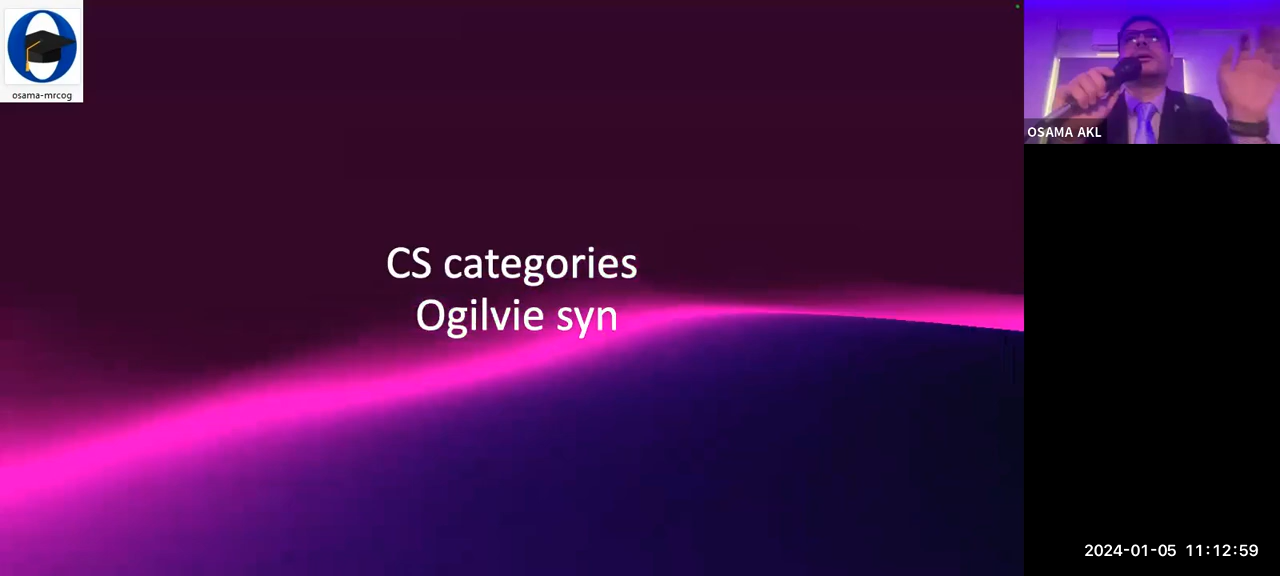 osama-mrcog
CS categories
Ogilvie syn
OSAMA AKL
2024-01-05 11:12:59